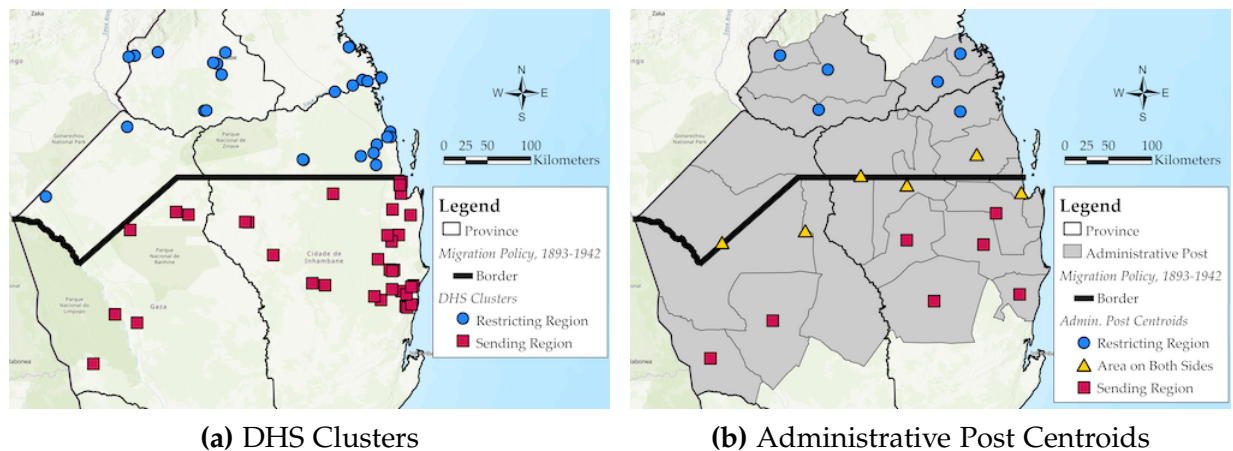 Zaka
Gonarezhou
National Park
Parque
Nacional de
Zinave
Parque
Nacional de
Banhine
Parque
Nacional do
Limpopo
Gaza
Cidade de
Inhambane
N
W E
S
0 25 50 100
Kilometers
Legend
Province
Migration Policy, 1893-1942
Border
DHS Clusters
Restricting Region
Sending Region
(a) DHS Clusters
Zaka
Gonarezhou
National Park
N
W E
S
0 25 50 100
Kilometers
Legend
Province
Administrative Post
Migration Policy, 1893-1942
Border
Admin. Post Centroids
Restricting Region
Area on Both Sides
Sending Region
(b) Administrative Post Centroids